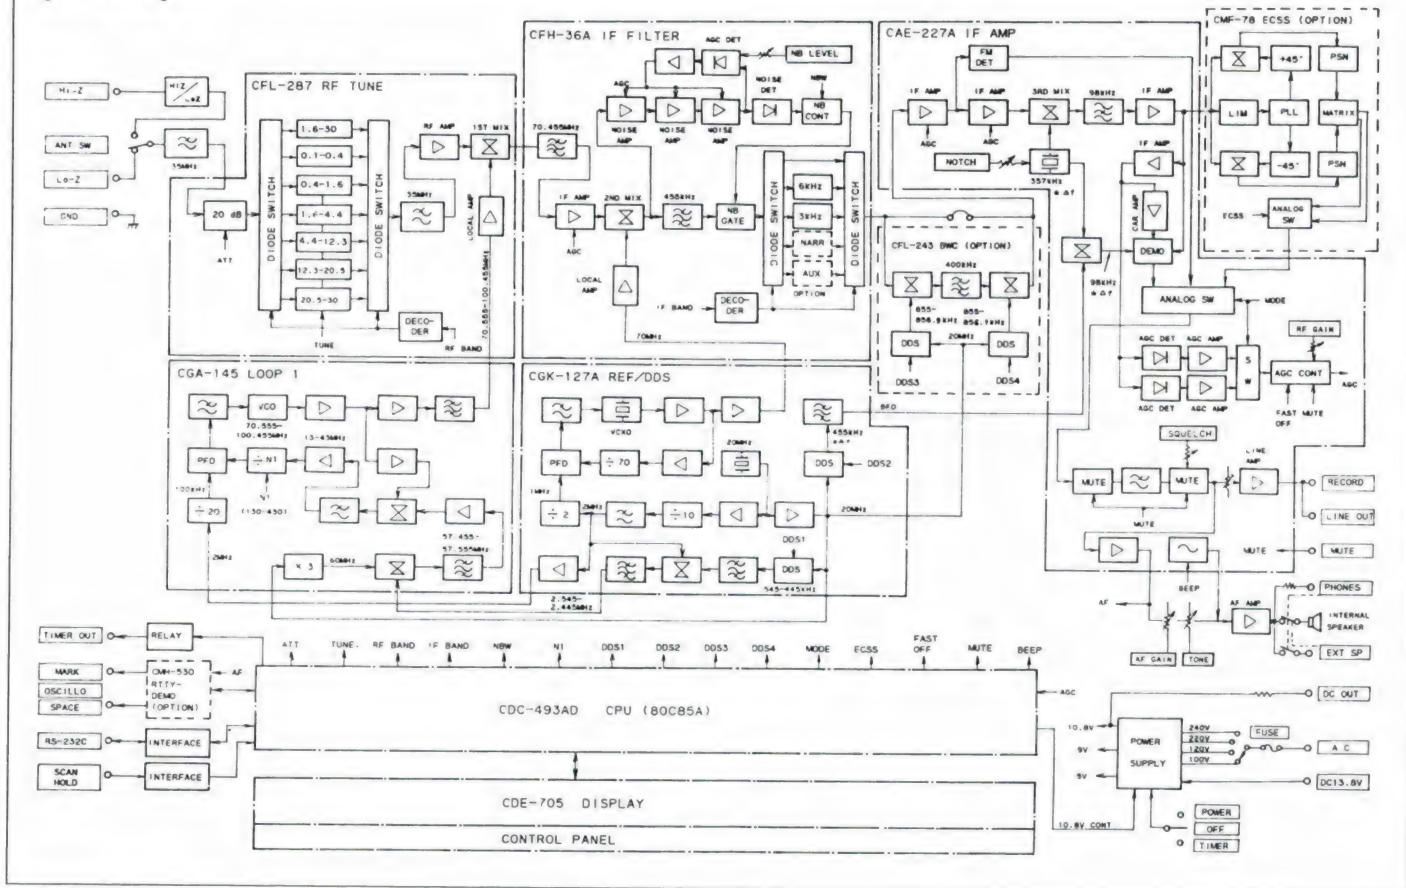 CFL-287 RF TUNE
CFH-36A IF FILTER
CAE-227A IF AMP
CMF-78 ECSS (OPTION)
Hi-Z
HIZ
LoZ
ANT SW
35MHz
Lo-Z
GND
20 dB
ATT
DIODE SWITCH
1.6-30
0.1-0.4
0.4-1.6
1.6-4.4
4.4-12.3
12.3-20.5
20.5-30
TUNE
DIODE SWITCH
DECO-
DER
RF BAND
35MHz
RF AMP
1ST MIX
LOCAL AMP
70.555-100.455MHz
70.455MHz
AGC DET
NB LEVEL
AGC
NOISE
AMP
NOISE
AMP
NOISE
AMP
NOISE
DET
NBW
NB
CONT
IF AMP
AGC
2ND MIX
455kHz
NB
GATE
LOCAL
AMP
70MHz
DIODE SWITCH
6kHz
3kHz
NARR
AUX
OPTION
DIODE SWITCH
IF BAND
DECO-
DER
FM
DET
IF AMP
AGC
IF AMP
AGC
3RD MIX
98kHz
IF AMP
NOTCH
357kHz
± Δf
IF AMP
CAR AMP
DEMO
98kHz
± Δf
CFL-243 BWC (OPTION)
400kHz
855-
856.9kHz
855-
856.9kHz
DDS
20MHz
DDS
DDS3
DDS4
+45°
PSN
LIM
PLL
MATRIX
-45°
PSN
ECSS
ANALOG
SW
ANALOG SW
MODE
AGC DET
AGC AMP
AGC DET
AGC AMP
S
W
RF GAIN
AGC CONT
AGC
FAST
OFF
MUTE
CGA-145 LOOP 1
VCO
70.555-
100.455MHz
13-43MHz
PFD
÷ N1
N1
(130-430)
100kHz
÷20
2MHz
× 3
60MHz
57.455-
57.555MHz
CGK-127A REF/DDS
VCXO
PFD
÷ 70
1MHz
÷ 2
2MHz
÷10
20MHz
DDS1
DDS
545-445kHz
2.545-
2.445MHz
455kHz
± Δf
BFO
DDS
DDS2
20MHz
SQUELCH
MUTE
MUTE
MUTE
LINE
AMP
RECORD
LINE OUT
MUTE
MUTE
BEEP
AF
AF GAIN
TONE
AF AMP
PHONES
INTERNAL
SPEAKER
EXT SP
TIMER OUT
RELAY
MARK
OSCILLO
SPACE
CMH-530
RTTY-
DEMO
(OPTION)
AF
RS-232C
INTERFACE
SCAN
HOLD
INTERFACE
ATT
TUNE.
RF BAND
IF BAND
NBW
N1
DDS1
DDS2
DDS3
DDS4
MODE
ECSS
FAST
OFF
MUTE
BEEP
CDC-493AD CPU (80C85A)
AGC
CDE-705 DISPLAY
CONTROL PANEL
10.8V CONT
10.8V
9V
5V
POWER
SUPPLY
240V
220V
120V
100V
FUSE
DC OUT
A C
DC13.8V
POWER
OFF
TIMER